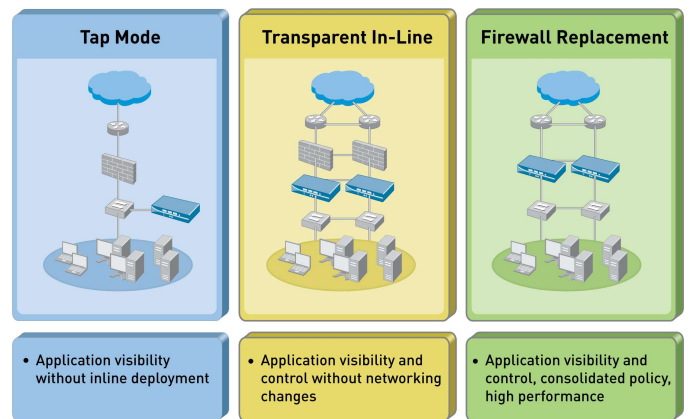 Tap Mode
Transparent In-Line
Firewall Replacement
• Application visibility
without inline deployment
• Application visibility and
control without networking
changes
• Application visibility and
control, consolidated policy,
high performance